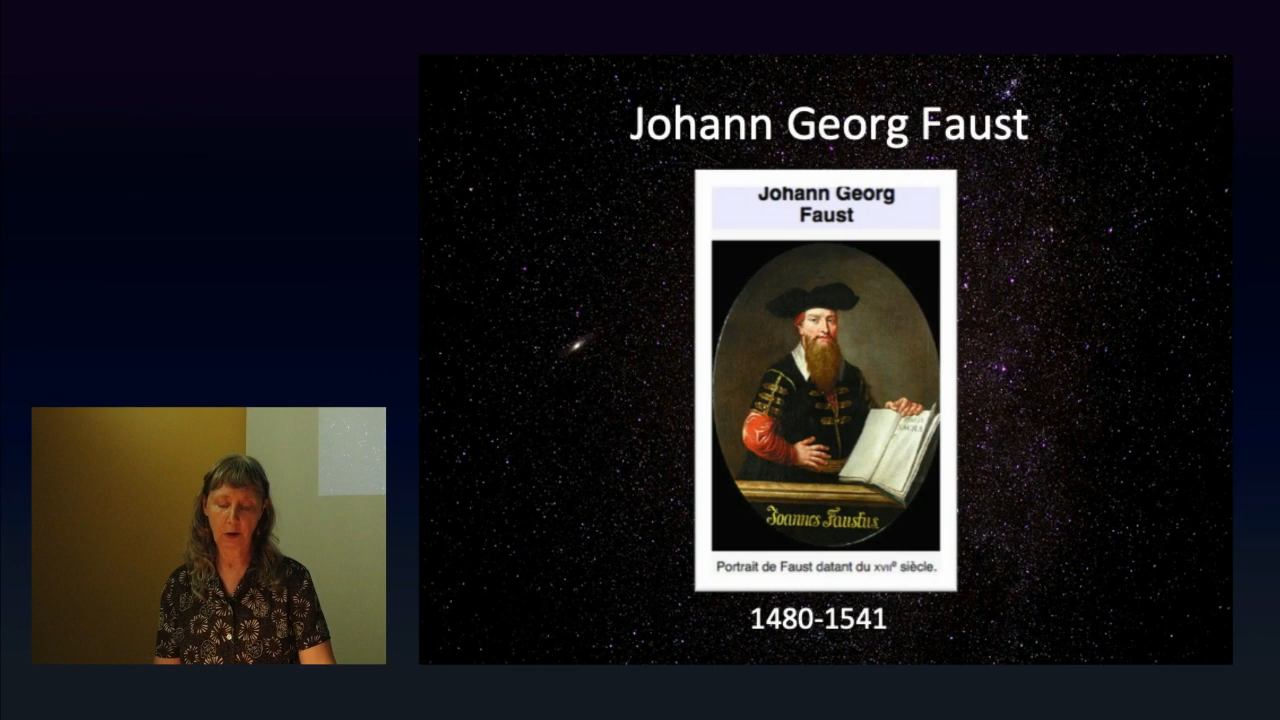 Johann Georg Faust
Johann Georg
Faust
Joannes Faustus
Portrait de Faust datant du XVIIe siècle.
1480-1541